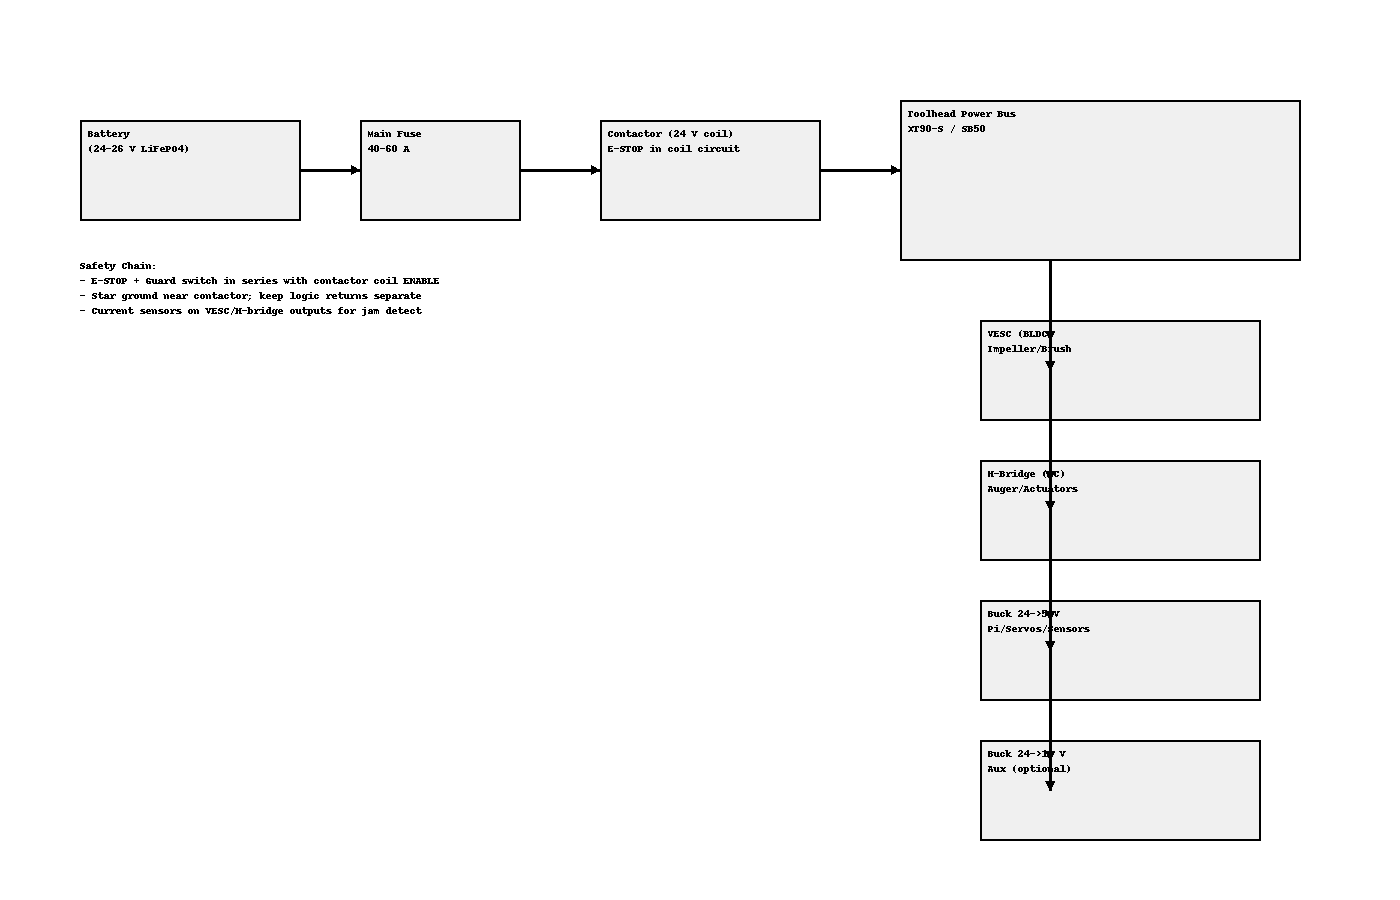 Battery
(24-26 V LiFePO4)
Main Fuse
40-60 A
Contactor (24 V coil)
E-STOP in coil circuit
Toolhead Power Bus
XT90-S / SB50
Safety Chain:
- E-STOP + Guard switch in series with contactor coil ENABLE
- Star ground near contactor; keep logic returns separate
- Current sensors on VESC/H-bridge outputs for jam detect
VESC (BLDC)
Impeller/Brush
H-Bridge (DC)
Auger/Actuators
Buck 24->5 V
Pi/Servos/Sensors
Buck 24-> V
Aux (optional)